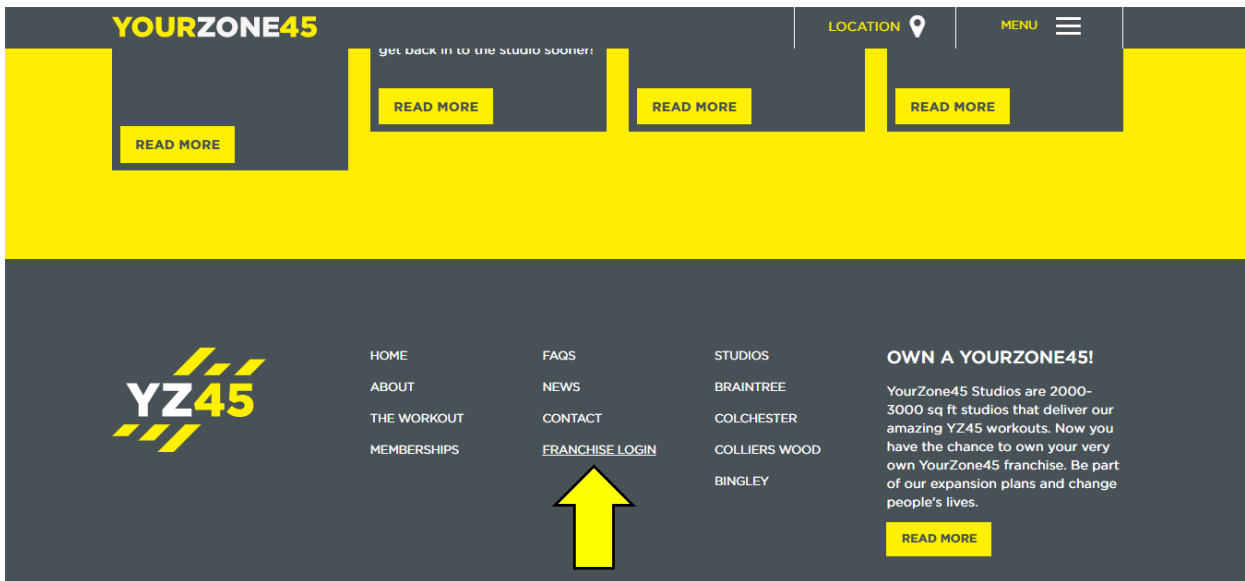 YOURZONE45
LOCATION
MENU
get back in to the studio sooner!
READ MORE
READ MORE
READ MORE
READ MORE
YZ45
HOME
ABOUT
THE WORKOUT
MEMBERSHIPS
FAQS
NEWS
CONTACT
FRANCHISE LOGIN
STUDIOS
BRAINTREE
COLCHESTER
COLLIERS WOOD
BINGLEY
OWN A YOURZONE45!
YourZone45 Studios are 2000-
3000 sq ft studios that deliver our
amazing YZ45 workouts. Now you
have the chance to own your very
own YourZone45 franchise. Be part
of our expansion plans and change
people's lives.
READ MORE